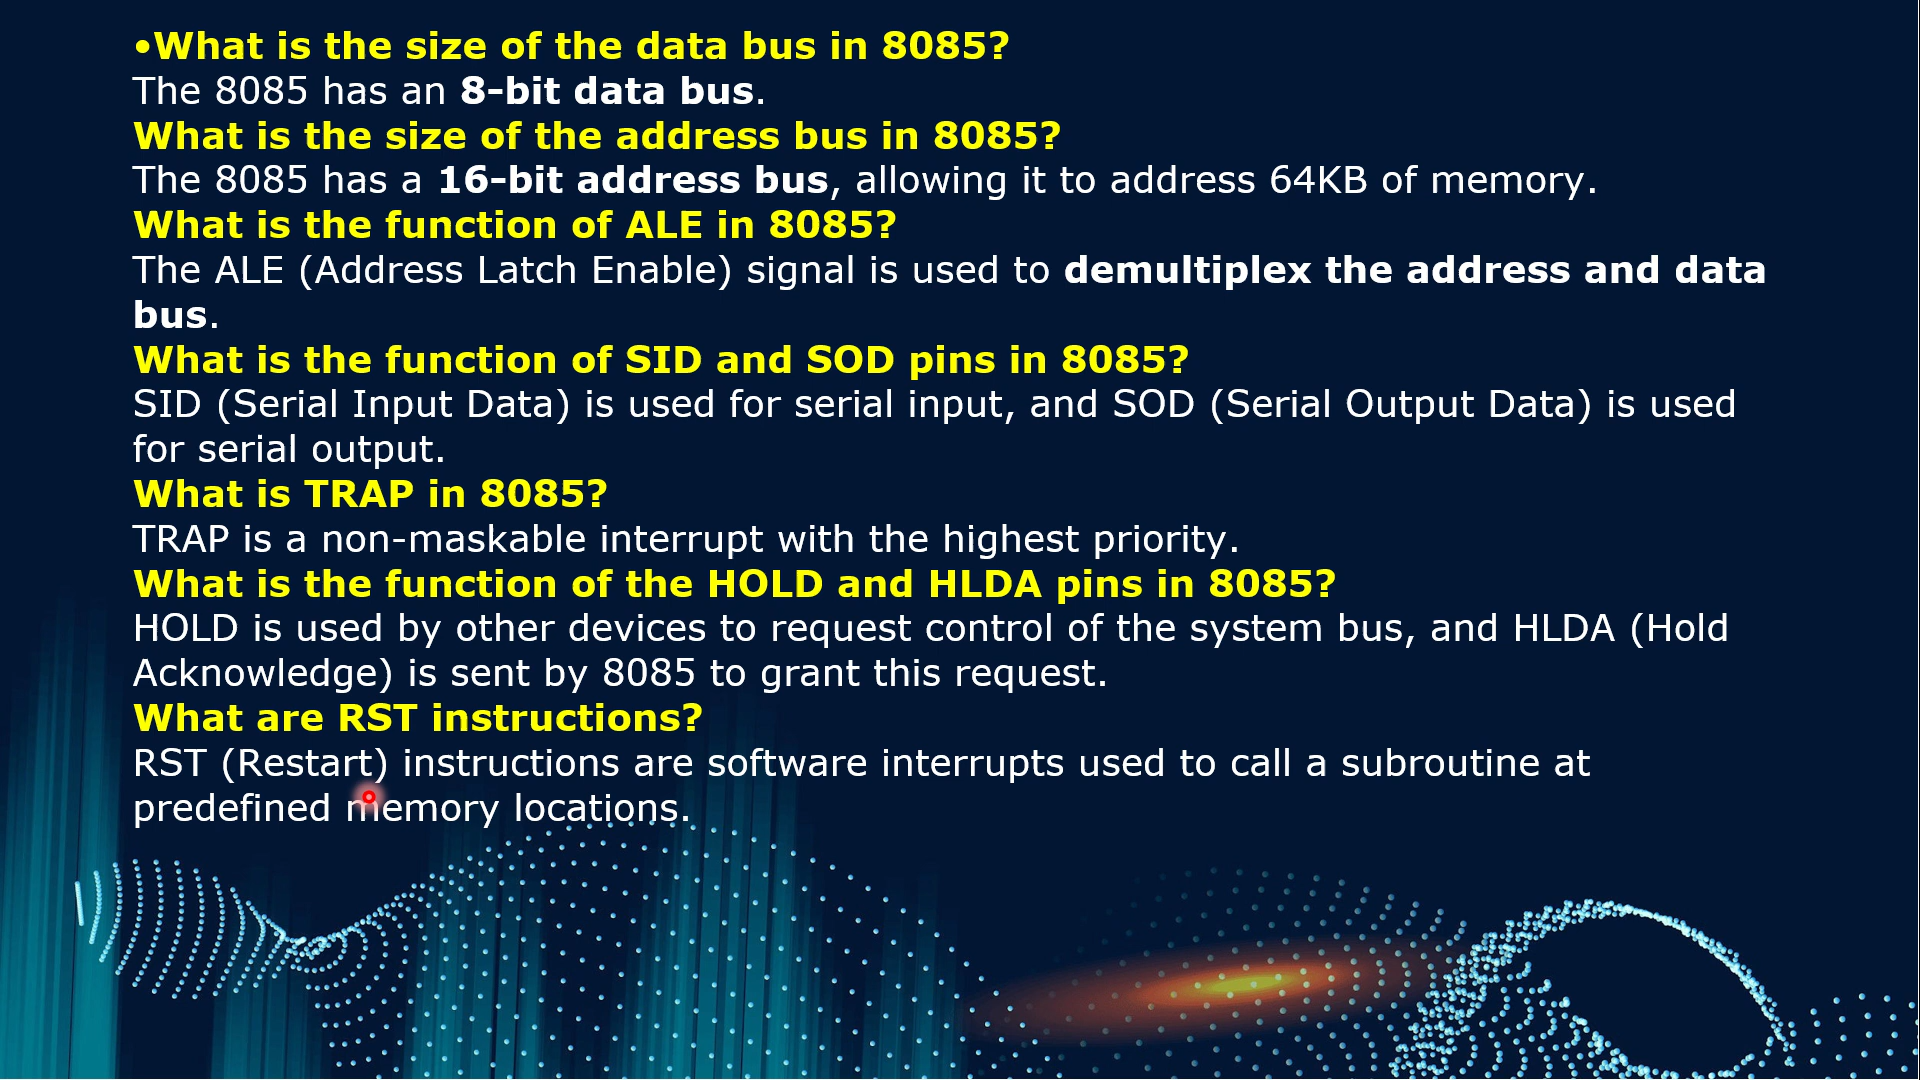 •What is the size of the data bus in 8085?
The 8085 has an 8-bit data bus.
What is the size of the address bus in 8085?
The 8085 has a 16-bit address bus, allowing it to address 64KB of memory.
What is the function of ALE in 8085?
The ALE (Address Latch Enable) signal is used to demultiplex the address and data
bus.
What is the function of SID and SOD pins in 8085?
SID (Serial Input Data) is used for serial input, and SOD (Serial Output Data) is used
for serial output.
What is TRAP in 8085?
TRAP is a non-maskable interrupt with the highest priority.
What is the function of the HOLD and HLDA pins in 8085?
HOLD is used by other devices to request control of the system bus, and HLDA (Hold
Acknowledge) is sent by 8085 to grant this request.
What are RST instructions?
RST (Restart) instructions are software interrupts used to call a subroutine at
predefined memory locations.